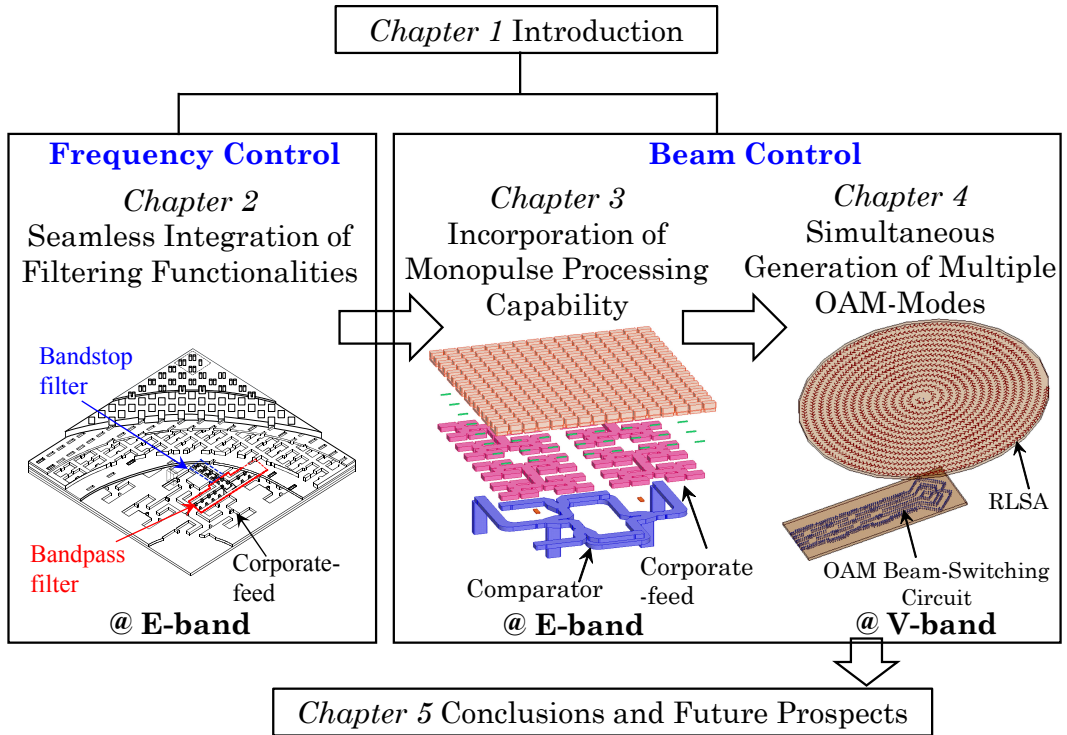 Chapter 1 Introduction
Frequency Control
Chapter 2
Seamless Integration of
Filtering Functionalities
Bandstop
filter
Bandpass
filter
Corporate-
feed
@ E-band
Beam Control
Chapter 3
Incorporation of
Monopulse Processing
Capability
Comparator
Corporate
-feed
@ E-band
Chapter 4
Simultaneous
Generation of Multiple
OAM-Modes
RLSA
OAM Beam-Switching
Circuit
@ V-band
Chapter 5 Conclusions and Future Prospects